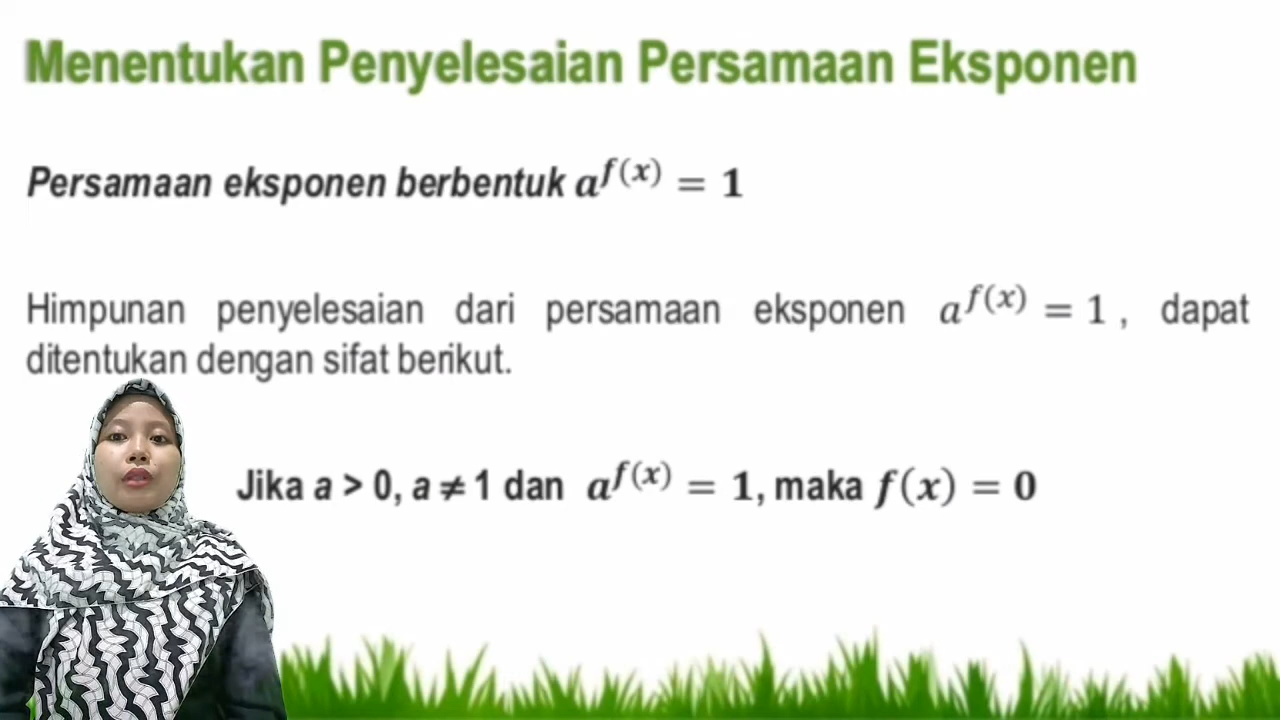 Menentukan Penyelesaian Persamaan Eksponen
Persamaan eksponen berbentuk a^{f(x)} = 1
Himpunan penyelesaian dari persamaan eksponen a^{f(x)} = 1 , dapat
ditentukan dengan sifat berikut.
Jika a > 0, a ≠ 1 dan a^{f(x)} = 1, maka f(x) = 0